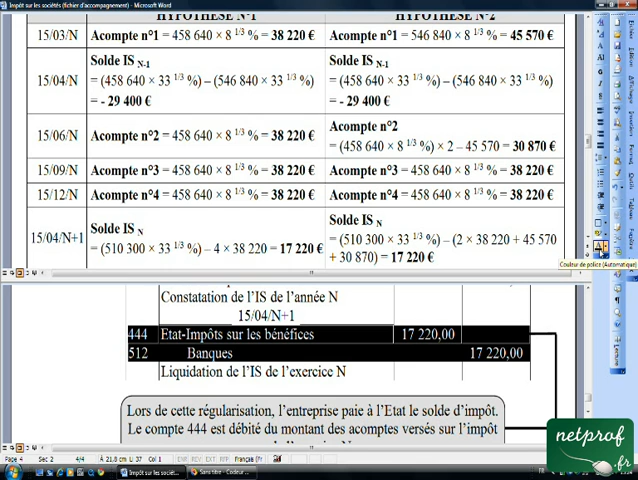 Impôt sur les sociétés (fichier d'accompagnement) - Microsoft Word
HYPOTHESE N°1 HYPOTHESE N°2
15/03/N Acompte n°1 = 458 640 × 8 1/3 % = 38 220 € Acompte n°1 = 546 840 × 8 1/3 % = 45 570 €
15/04/N Solde IS N-1 Solde IS N-1
= (458 640 × 33 1/3 %) – (546 840 × 33 1/3 %) = (458 640 × 33 1/3 %) – (546 840 × 33 1/3 %)
= - 29 400 € = - 29 400 €
15/06/N Acompte n°2 = 458 640 × 8 1/3 % = 38 220 € Acompte n°2
= (458 640 × 8 1/3 %) × 2 – 45 570 = 30 870 €
15/09/N Acompte n°3 = 458 640 × 8 1/3 % = 38 220 € Acompte n°3 = 458 640 × 8 1/3 % = 38 220 €
15/12/N Acompte n°4 = 458 640 × 8 1/3 % = 38 220 € Acompte n°4 = 458 640 × 8 1/3 % = 38 220 €
15/04/N+1 Solde IS N Solde IS N
= (510 300 × 33 1/3 %) – 4 × 38 220 = 17 220 € = (510 300 × 33 1/3 %) –(2 × 38 220 + 45 570
+ 30 870) = 17 220 €
Couleur de police (Automatique)
Constatation de l'IS de l'année N
15/04/N+1
444 Etat-Impôts sur les bénéfices 17 220,00
512 Banques 17 220,00
Liquidation de l'IS de l'exercice N
Lors de cette régularisation, l'entreprise paie à l'Etat le solde d'impôt.
Le compte 444 est débité du montant des acomptes versés sur l'impôt
netprof
.fr
Page 4 Sec 2 4/4 À 21,8 cm Li 37 Col 1 ENR REV EXT RFP Français (Fr
Impôt sur les sociét... Sans titre - Couleur ...